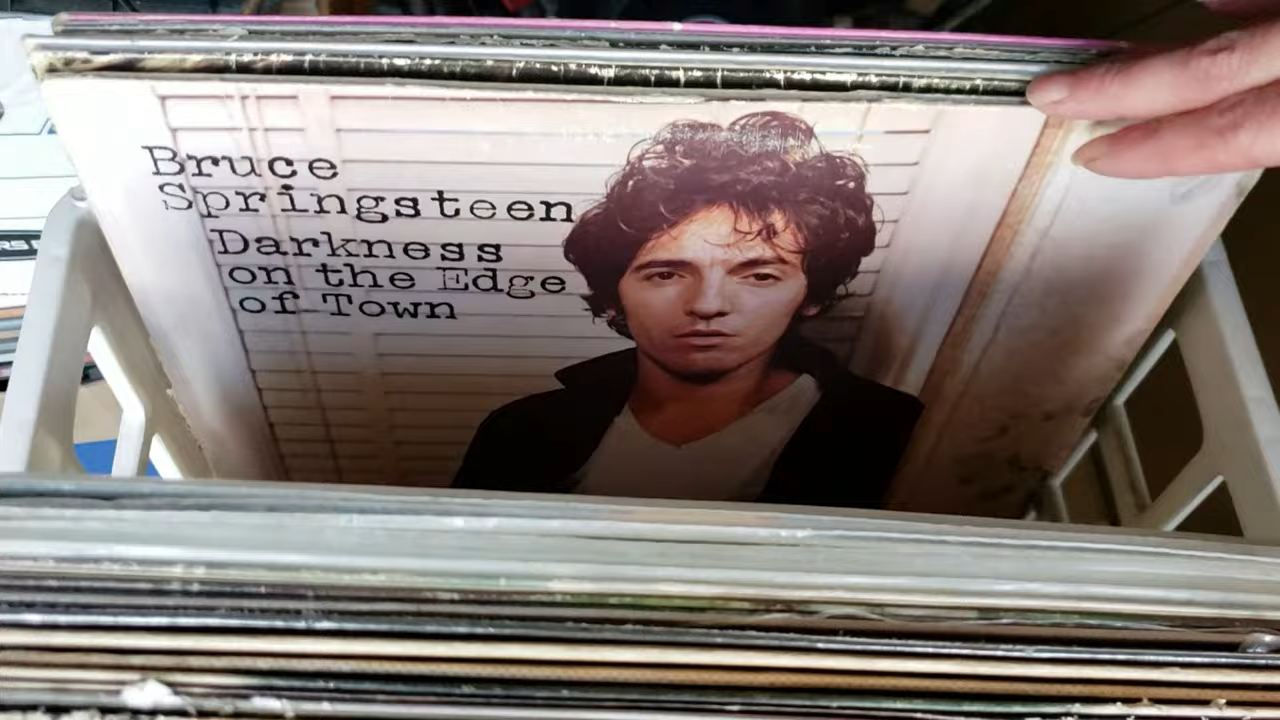 Bruce
Springsteen
Darkness
on the Edge
of Town